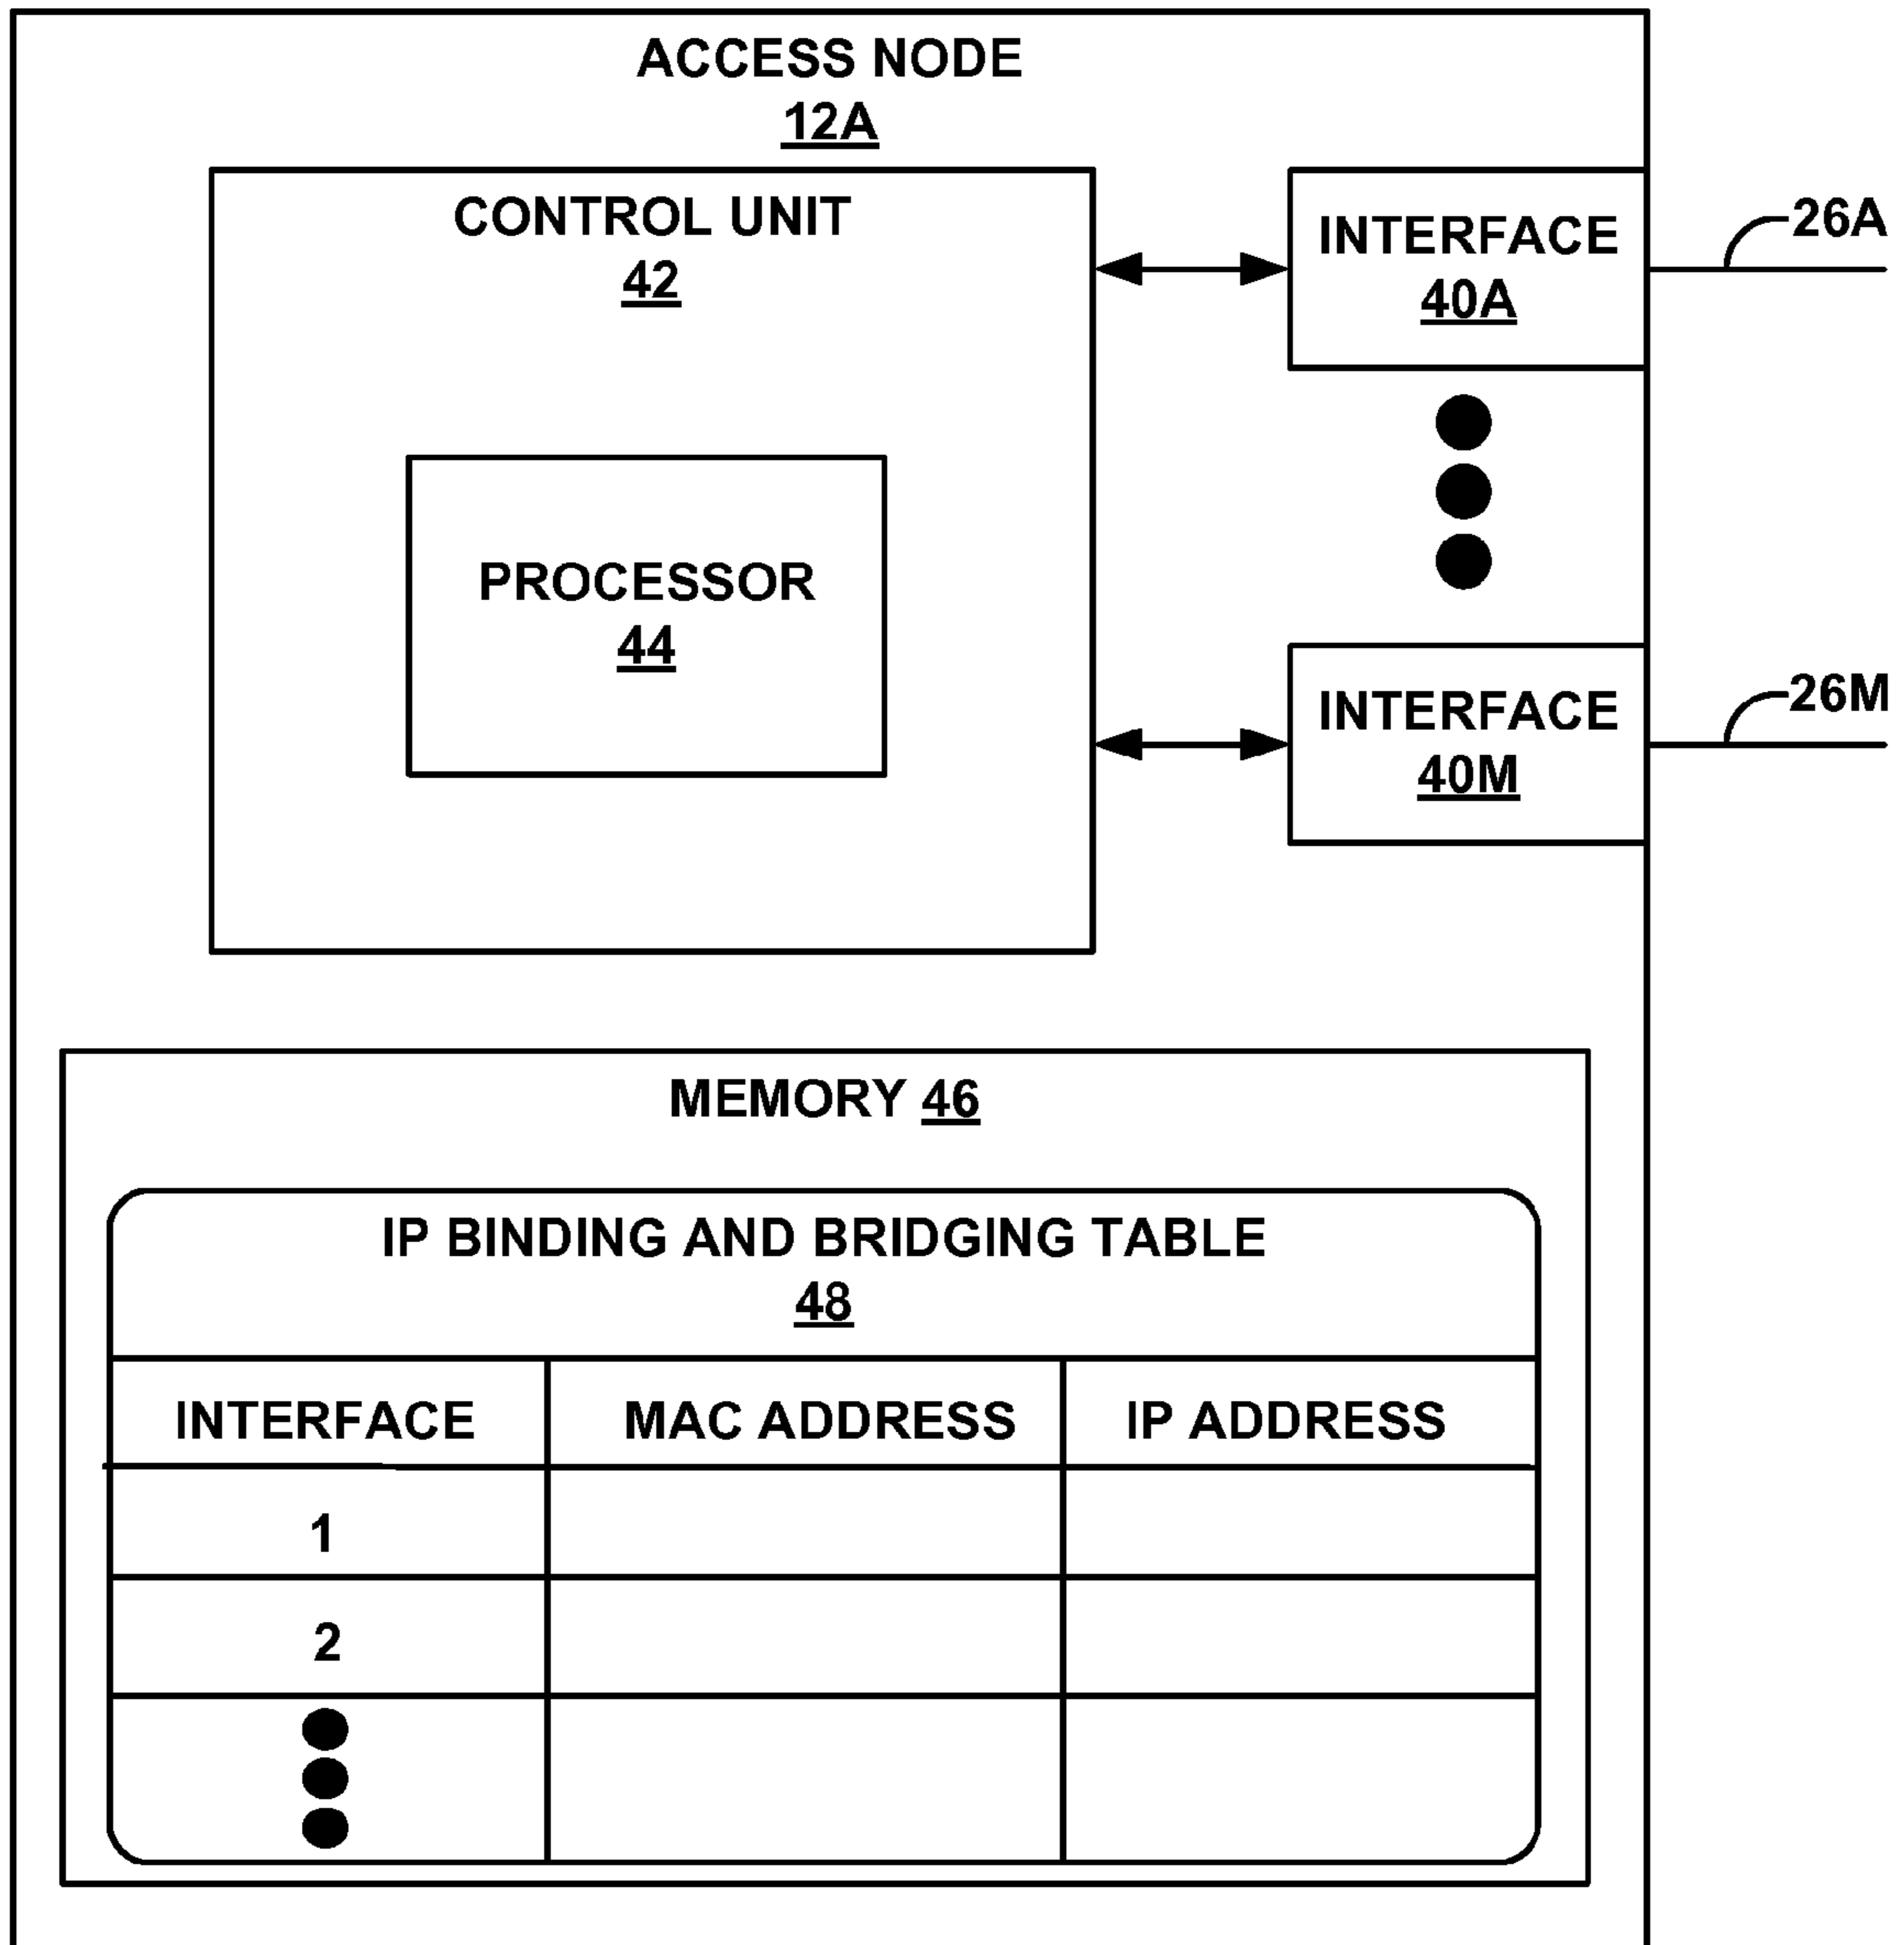 ACCESS NODE
12A
CONTROL UNIT
42
PROCESSOR
44
INTERFACE
40A
26A
INTERFACE
40M
26M
MEMORY 46
IP BINDING AND BRIDGING TABLE
48
INTERFACE MAC ADDRESS IP ADDRESS
1
2